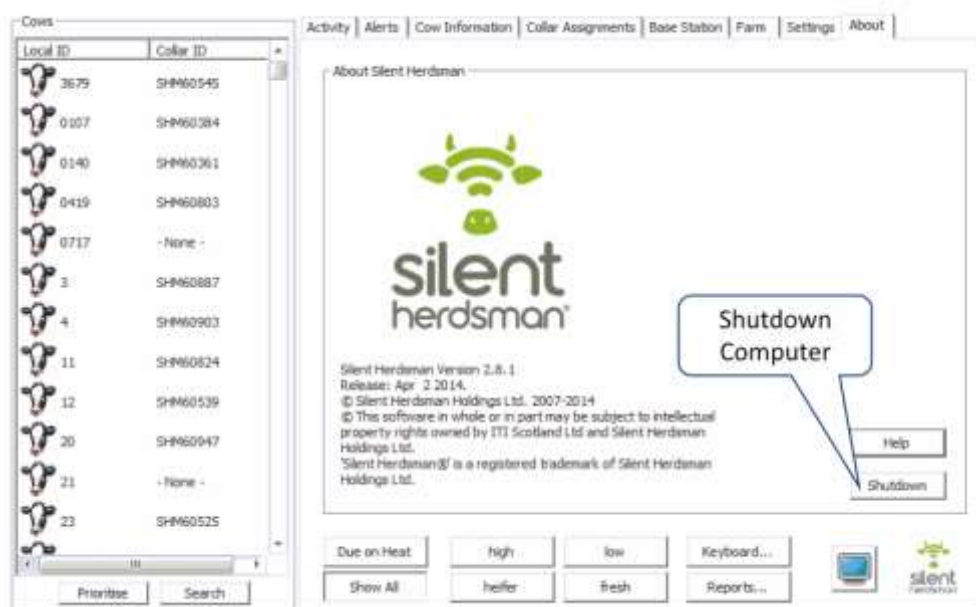 Cows
Local ID Collar ID
3679 SHM60545
0107 SHM60384
0140 SHM60361
0419 SHM60803
0717 - None -
3 SHM60887
4 SHM60903
11 SHM60824
12 SHM60539
20 SHM60947
21 - None -
23 SHM60525
Prioritise Search
Activity Alerts Cow Information Collar Assignments Base Station Farm Settings About
About Silent Herdsman
silent
herdsman
Shutdown
Computer
Silent Herdsman Version 2.8.1
Release: Apr 2 2014.
© Silent Herdsman Holdings Ltd. 2007-2014
© This software in whole or in part may be subject to intellectual
property rights owned by ITI Scotland Ltd and Silent Herdsman
Holdings Ltd.
'Silent Herdsman®' is a registered trademark of Silent Herdsman
Holdings Ltd.
Help
Shutdown
Due on Heat high low Keyboard...
Show All heifer fresh Reports...
silent
herdsman